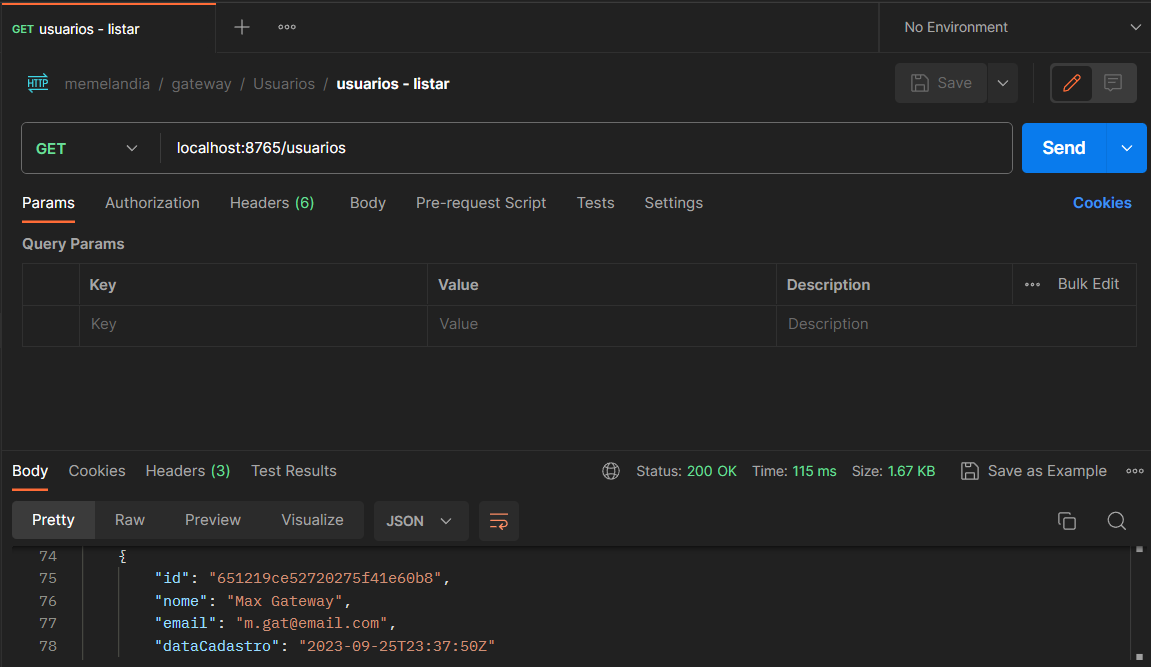 GET usuarios - listar
No Environment
HTTP memelandia / gateway / Usuarios / usuarios - listar
Save
GET localhost:8765/usuarios Send
Params Authorization Headers (6) Body Pre-request Script Tests Settings Cookies
Query Params
Key Value Description Bulk Edit
Key Value Description
Body Cookies Headers (3) Test Results Status: 200 OK Time: 115 ms Size: 1.67 KB Save as Example
Pretty Raw Preview Visualize JSON
74 {
75 "id": "651219ce52720275f41e60b8",
76 "nome": "Max Gateway",
77 "email": "m.gat@email.com",
78 "dataCadastro": "2023-09-25T23:37:50Z"